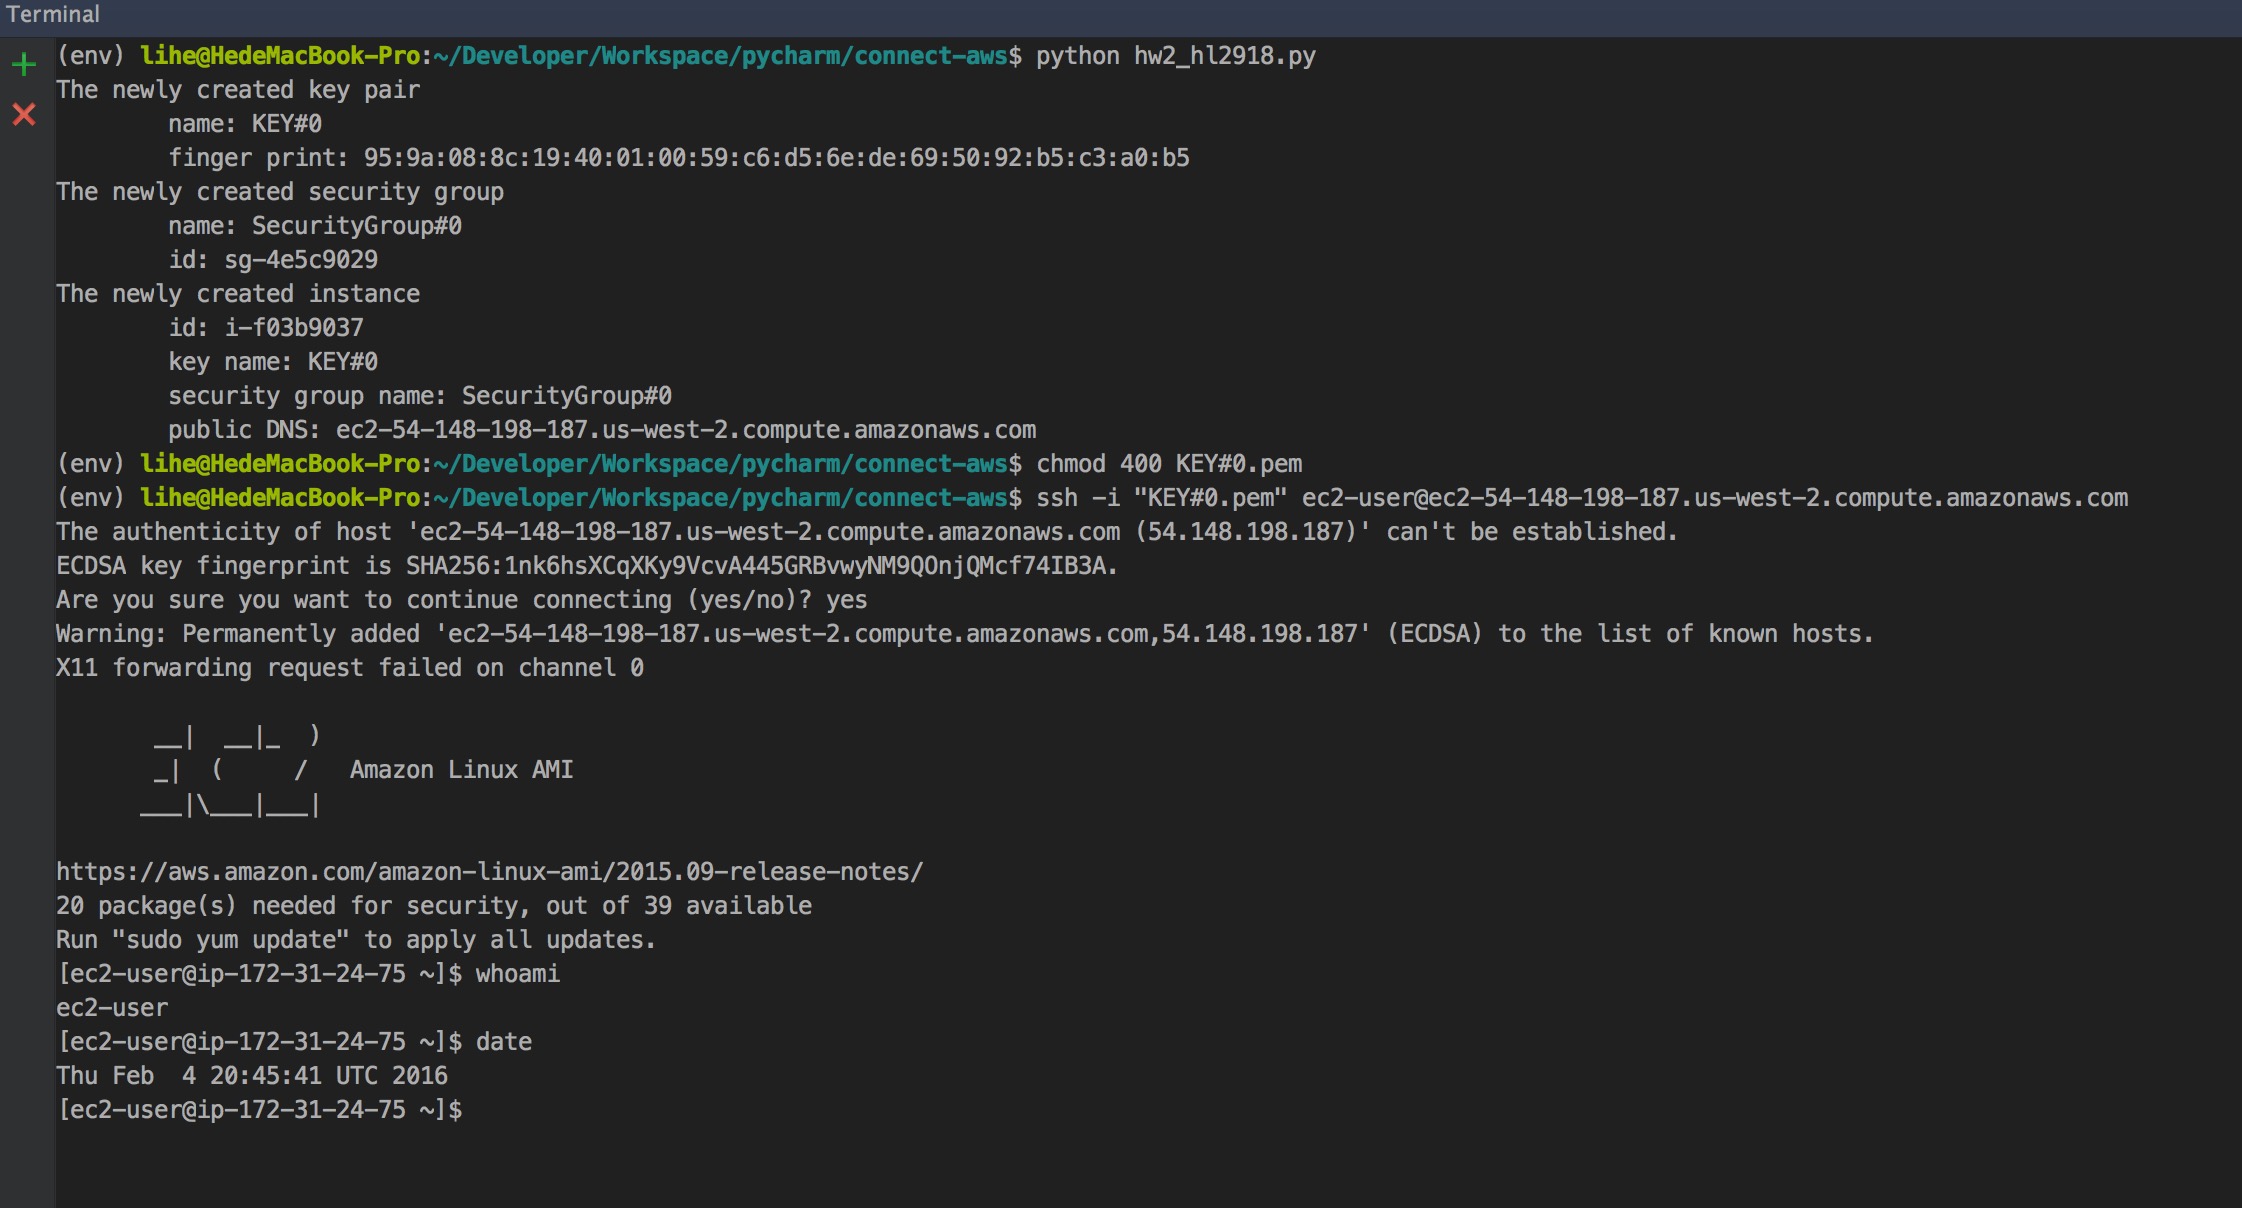 Terminal
(env) lihe@HedeMacBook-Pro:~/Developer/Workspace/pycharm/connect-aws$ python hw2_hl2918.py
The newly created key pair
        name: KEY#0
        finger print: 95:9a:08:8c:19:40:01:00:59:c6:d5:6e:de:69:50:92:b5:c3:a0:b5
The newly created security group
        name: SecurityGroup#0
        id: sg-4e5c9029
The newly created instance
        id: i-f03b9037
        key name: KEY#0
        security group name: SecurityGroup#0
        public DNS: ec2-54-148-198-187.us-west-2.compute.amazonaws.com
(env) lihe@HedeMacBook-Pro:~/Developer/Workspace/pycharm/connect-aws$ chmod 400 KEY#0.pem
(env) lihe@HedeMacBook-Pro:~/Developer/Workspace/pycharm/connect-aws$ ssh -i "KEY#0.pem" ec2-user@ec2-54-148-198-187.us-west-2.compute.amazonaws.com
The authenticity of host 'ec2-54-148-198-187.us-west-2.compute.amazonaws.com (54.148.198.187)' can't be established.
ECDSA key fingerprint is SHA256:1nk6hsXCqXKy9VcvA445GRBvwyNM9QOnjQMcf74IB3A.
Are you sure you want to continue connecting (yes/no)? yes
Warning: Permanently added 'ec2-54-148-198-187.us-west-2.compute.amazonaws.com,54.148.198.187' (ECDSA) to the list of known hosts.
X11 forwarding request failed on channel 0

       __|  __|_  )
       _|  (     /   Amazon Linux AMI
      ___|\___|___|

https://aws.amazon.com/amazon-linux-ami/2015.09-release-notes/
20 package(s) needed for security, out of 39 available
Run "sudo yum update" to apply all updates.
[ec2-user@ip-172-31-24-75 ~]$ whoami
ec2-user
[ec2-user@ip-172-31-24-75 ~]$ date
Thu Feb  4 20:45:41 UTC 2016
[ec2-user@ip-172-31-24-75 ~]$